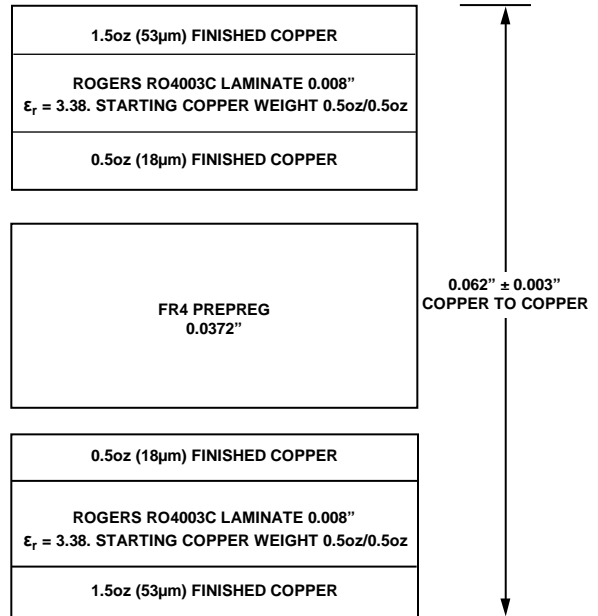 1.5oz (53µm) FINISHED COPPER
ROGERS RO4003C LAMINATE 0.008”
εr = 3.38. STARTING COPPER WEIGHT 0.5oz/0.5oz
0.5oz (18µm) FINISHED COPPER
FR4 PREPREG
0.0372”
0.062” ± 0.003”
COPPER TO COPPER
0.5oz (18µm) FINISHED COPPER
ROGERS RO4003C LAMINATE 0.008”
εr = 3.38. STARTING COPPER WEIGHT 0.5oz/0.5oz
1.5oz (53µm) FINISHED COPPER